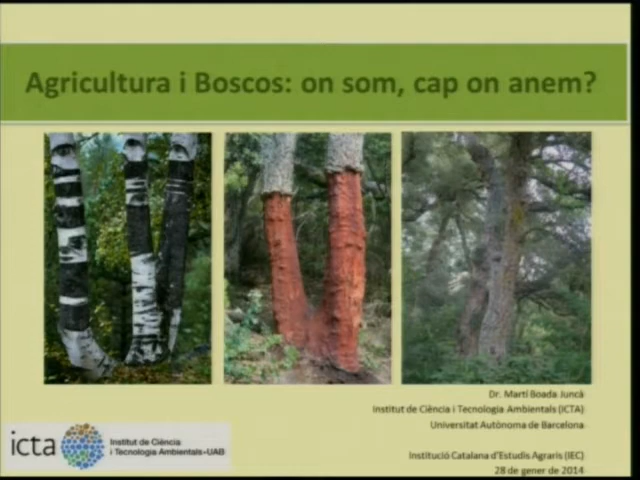 Agricultura i Boscos: on som, cap on anem?
Dr. Martí Boada Juncà
Institut de Ciència i Tecnologia Ambientals (ICTA)
Universitat Autònoma de Barcelona
Institució Catalana d'Estudis Agraris (IEC)
28 de gener de 2014
icta
Institut de Ciència
i Tecnologia Ambientals•UAB